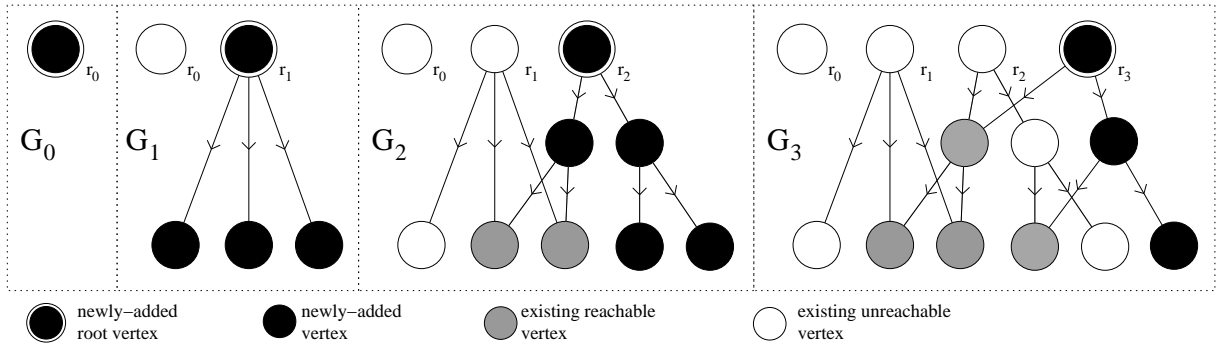 r0
G0
r0
r1
G1
r0
r1
r2
G2
r0
r1
r2
r3
G3
newly-added
root vertex
newly-added
vertex
existing reachable
vertex
existing unreachable
vertex